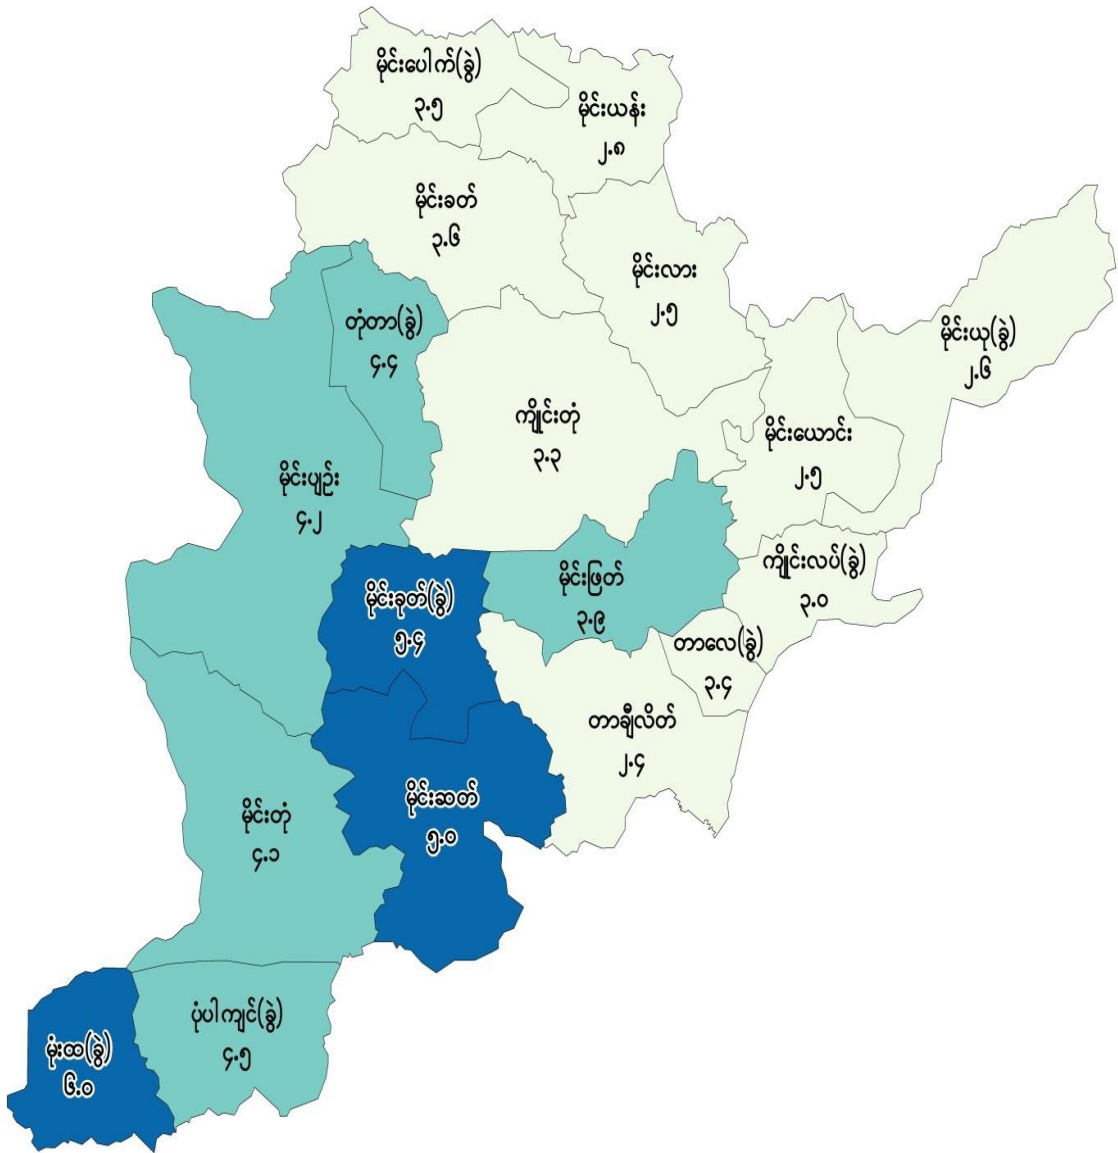 မိုင်းပေါက်(ခွဲ)
၃.၅
မိုင်းယန်း
၂.၈
မိုင်းခတ်
၃.၆
မိုင်းလား
၂.၅
တုံတာ(ခွဲ)
၄.၄
မိုင်းယု(ခွဲ)
၂.၆
ကျိုင်းတုံ
၃.၃
မိုင်းယောင်း
၂.၅
မိုင်းပျဉ်း
၄.၂
မိုင်းဖြတ်
၃.၉
ကျိုင်းလပ်(ခွဲ)
၃.၀
မိုင်းခုတ်(ခွဲ)
၅.၄
တာလေ(ခွဲ)
၃.၄
တာချီလိတ်
၂.၄
မိုင်းဆတ်
၅.၀
မိုင်းတုံ
၄.၁
ပုံပါကျင်(ခွဲ)
၄.၅
မုံးထ(ခွဲ)
၆.၀